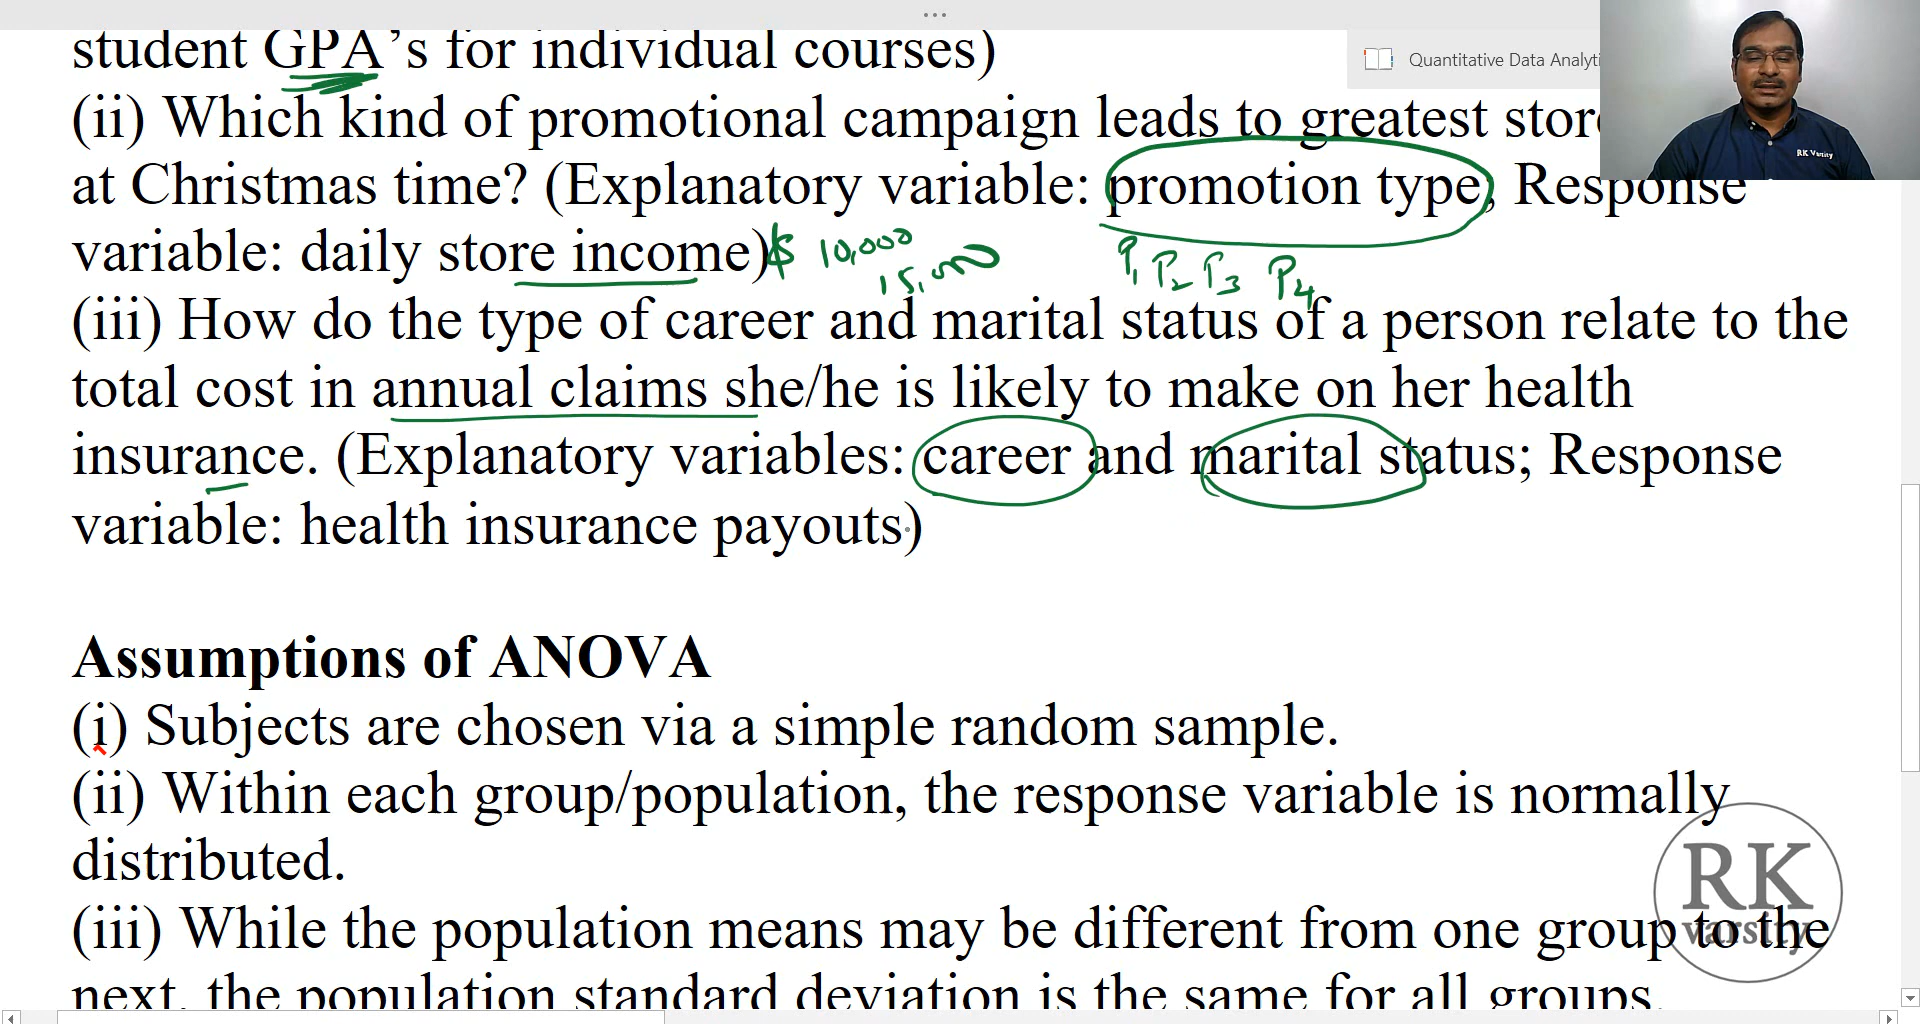 student GPA’s for individual courses)
Quantitative Data Analyti
(ii) Which kind of promotional campaign leads to greatest store
at Christmas time? (Explanatory variable: promotion type; Response
variable: daily store income)
$ 10,000
15,000
P1 P2 P3 P4
(iii) How do the type of career and marital status of a person relate to the
total cost in annual claims she/he is likely to make on her health
insurance. (Explanatory variables: career and marital status; Response
variable: health insurance payouts)
Assumptions of ANOVA
(i) Subjects are chosen via a simple random sample.
(ii) Within each group/population, the response variable is normally
distributed.
(iii) While the population means may be different from one group to the
next, the population standard deviation is the same for all groups.
RK Varsity
RK
varsity